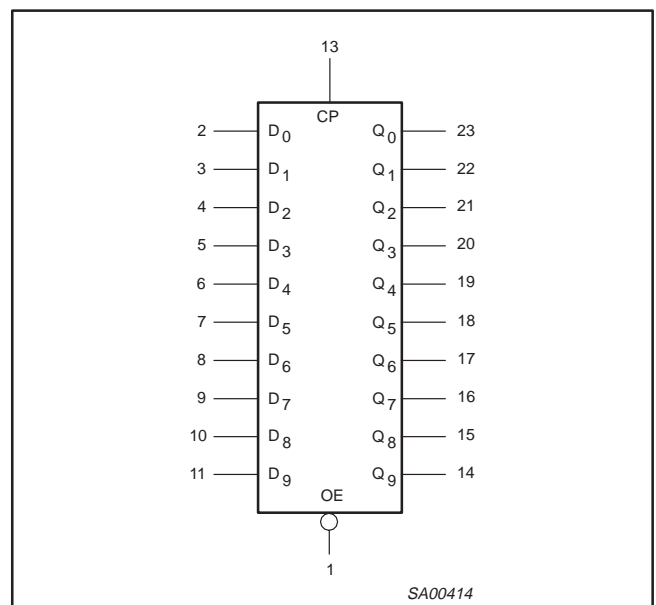 13
CP
2 D0 Q0 23
3 D1 Q1 22
4 D2 Q2 21
5 D3 Q3 20
6 D4 Q4 19
7 D5 Q5 18
8 D6 Q6 17
9 D7 Q7 16
10 D8 Q8 15
11 D9 Q9 14
OE
1
SA00414